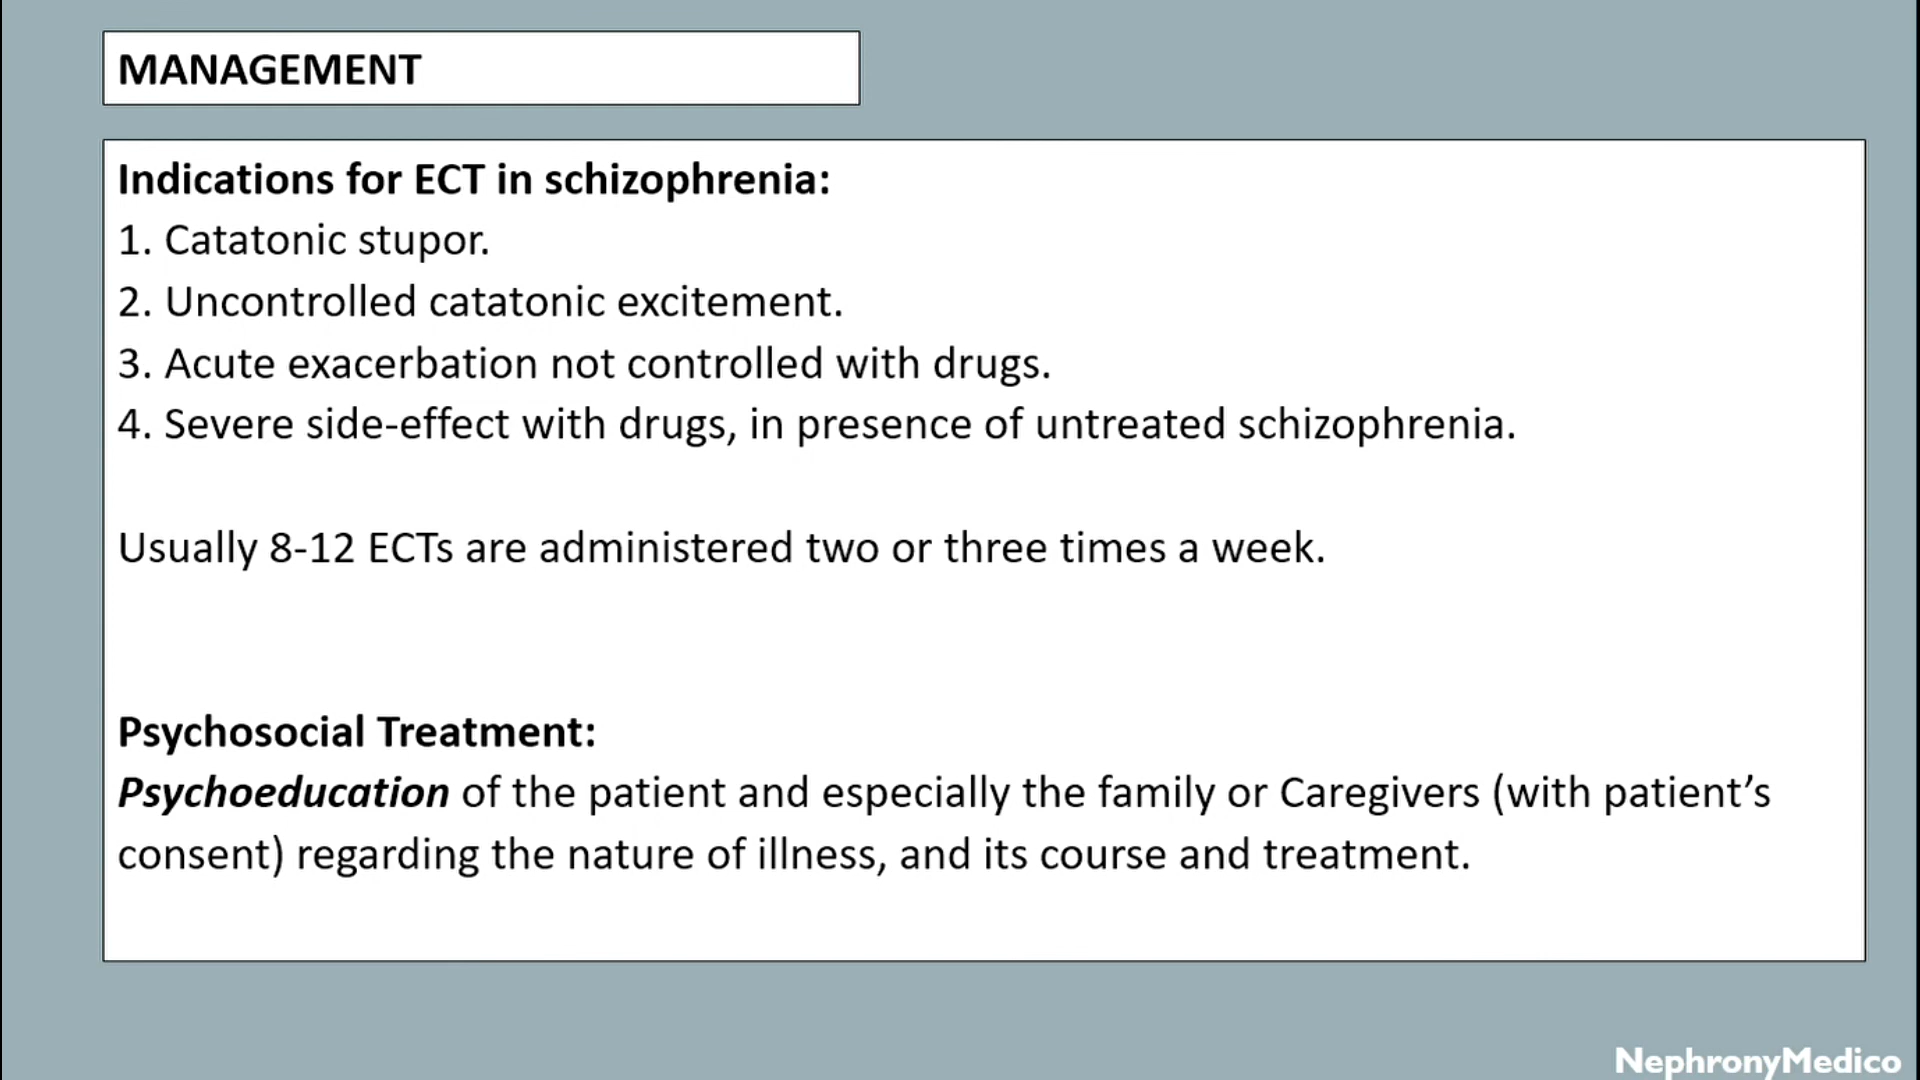 MANAGEMENT
Indications for ECT in schizophrenia:
1. Catatonic stupor.
2. Uncontrolled catatonic excitement.
3. Acute exacerbation not controlled with drugs.
4. Severe side-effect with drugs, in presence of untreated schizophrenia.
Usually 8-12 ECTs are administered two or three times a week.
Psychosocial Treatment:
Psychoeducation of the patient and especially the family or Caregivers (with patient’s
consent) regarding the nature of illness, and its course and treatment.
NephronyMedico